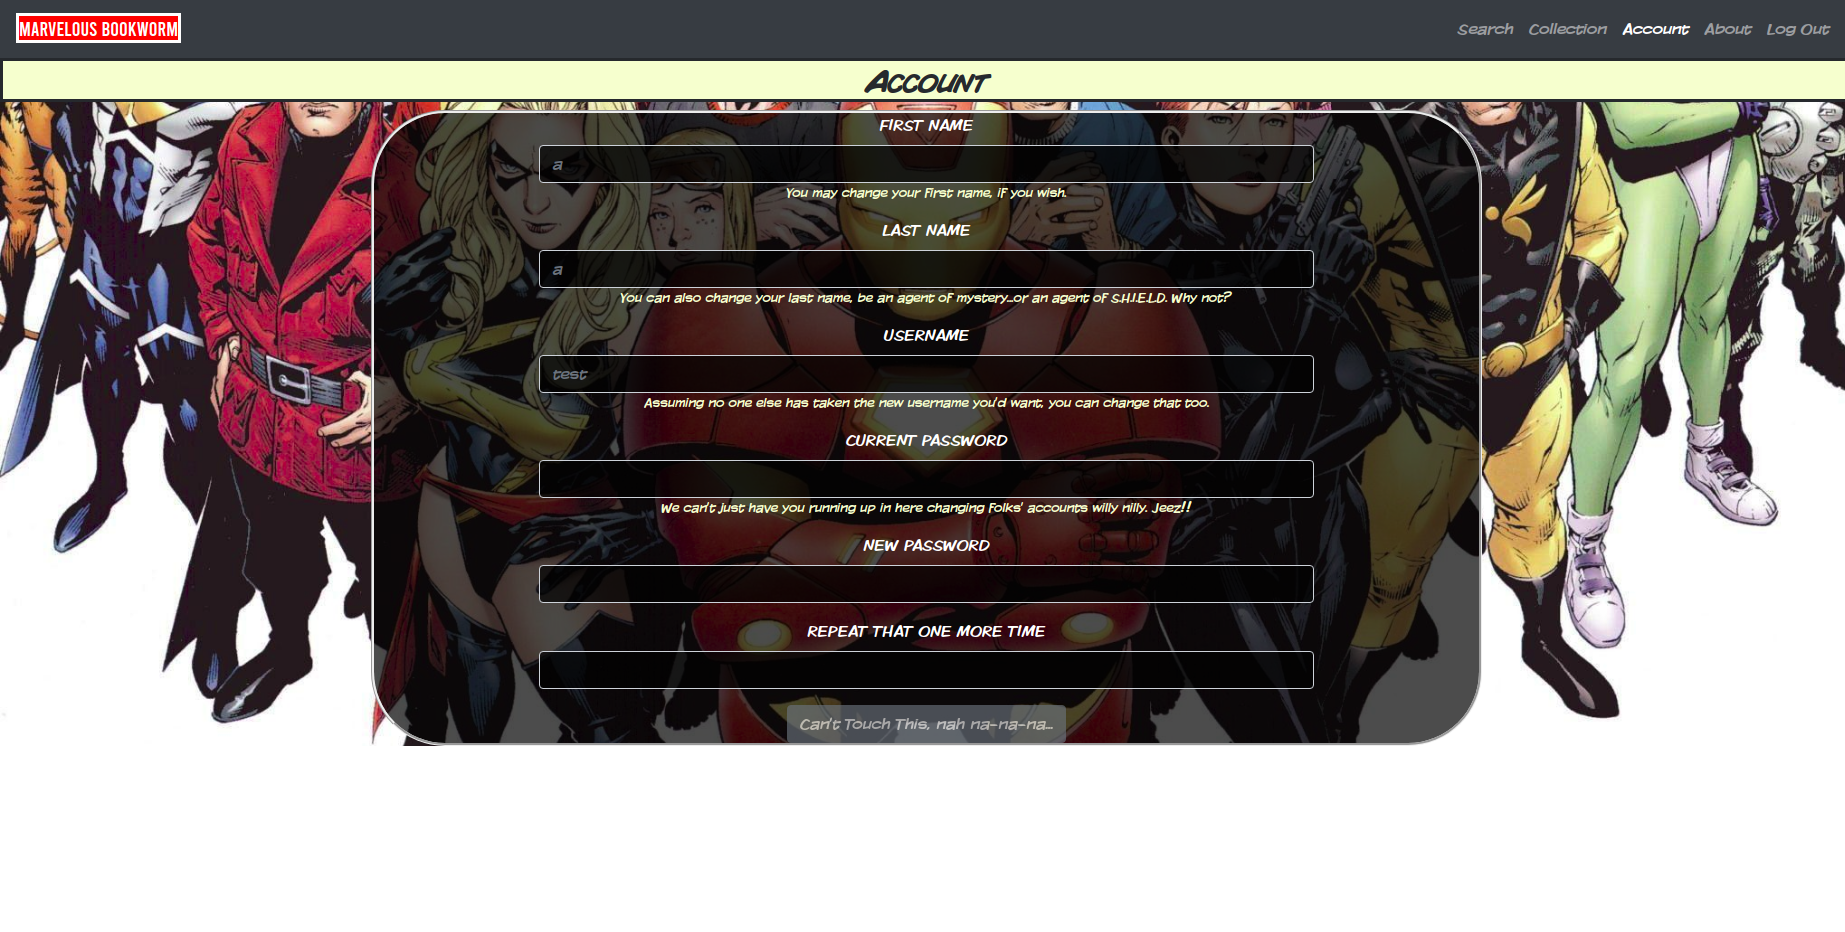 MARVELOUS BOOKWORM
Search Collection Account About Log Out
Account
FIRST NAME
a
You may change your first name, if you wish.
LAST NAME
a
You can also change your last name, be an agent of mystery...or an agent of S.H.I.E.L.D. Why not?
USERNAME
test
Assuming no one else has taken the new username you'd want, you can change that too.
CURRENT PASSWORD
We can't just have you running up in here changing folks' accounts willy nilly. Jeez!!
NEW PASSWORD
REPEAT THAT ONE MORE TIME
Can't Touch This, nah na-na-na...